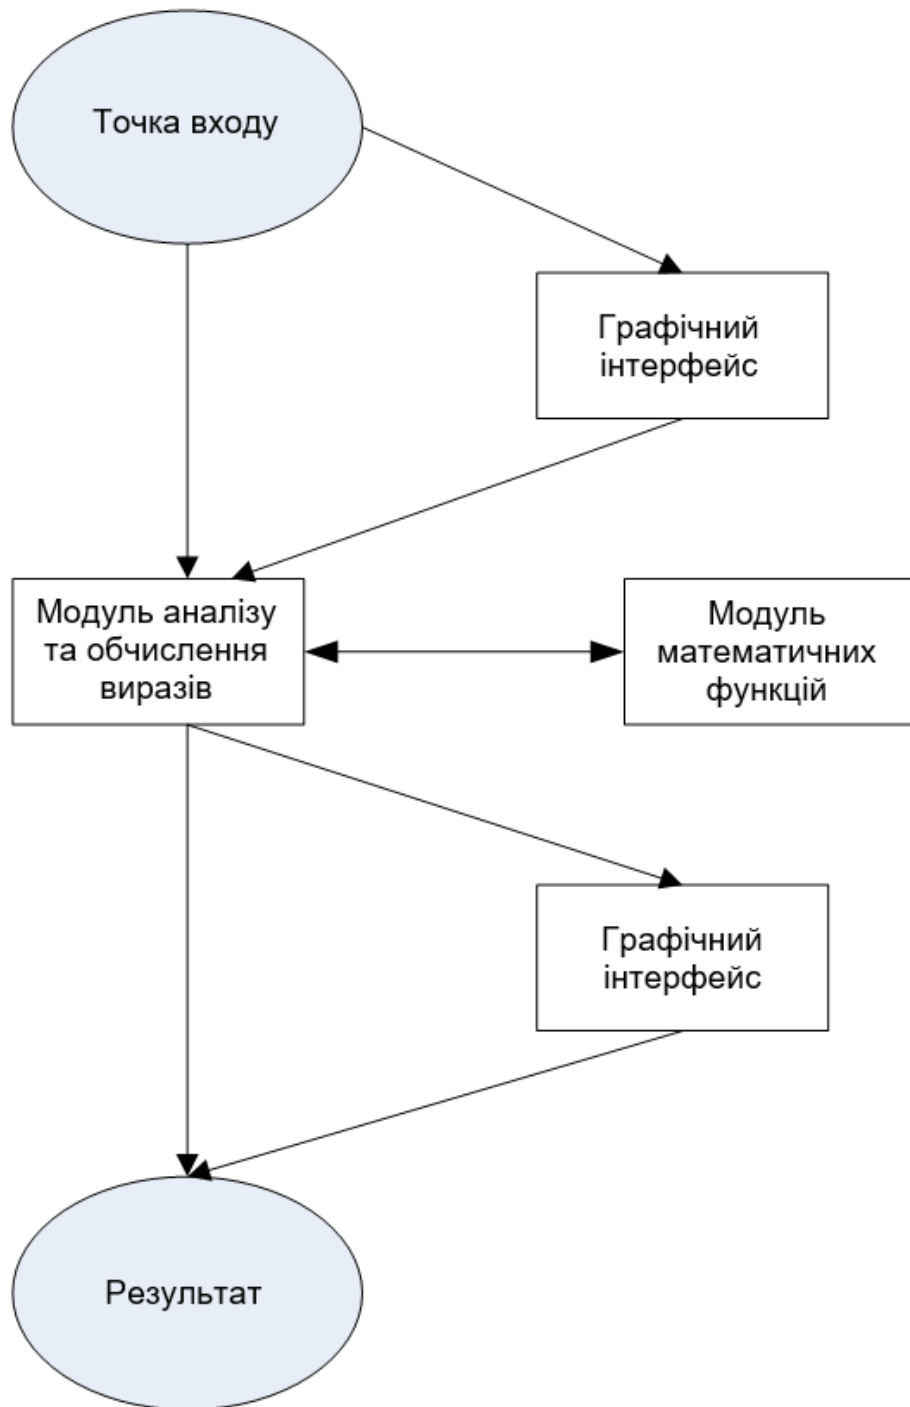 Точка входу
Графічний
інтерфейс
Модуль аналізу
та обчислення
виразів
Модуль
математичних
функцій
Графічний
інтерфейс
Результат